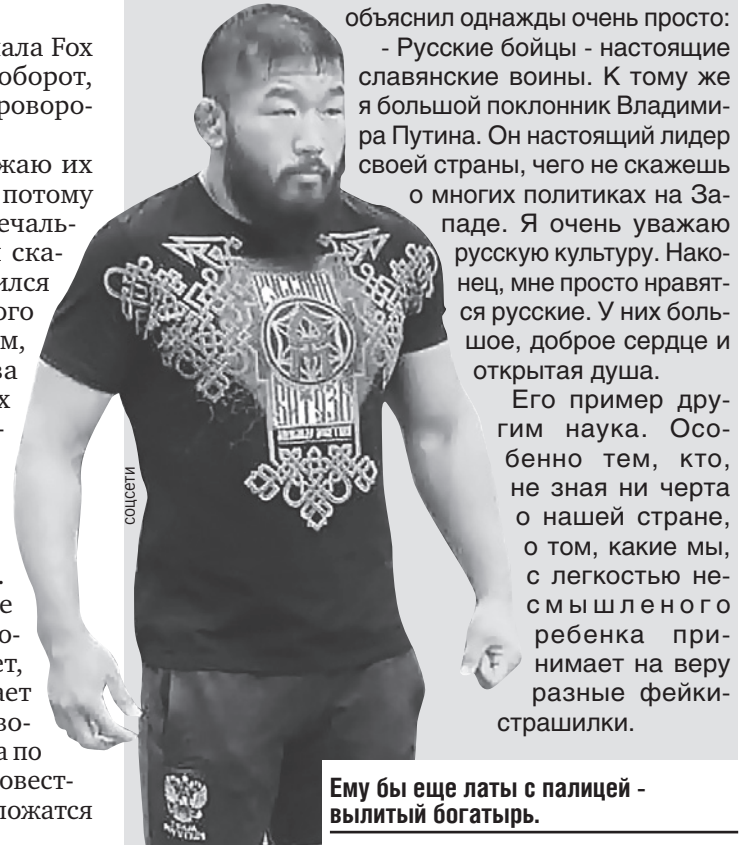 ала Fox
оборот,
роворо-
жаю их
потому
ечаль-
ска-
ился
ого
м,
ва
х
-
.
е
о-
ет,
ает
во-
а по
овест-
ложатся
соцсети
объяснил однажды очень просто:
- Русские бойцы - настоящие
славянские воины. К тому же
я большой поклонник Владими-
ра Путина. Он настоящий лидер
своей страны, чего не скажешь
о многих политиках на За-
паде. Я очень уважаю
русскую культуру. Нако-
нец, мне просто нравят-
ся русские. У них боль-
шое, доброе сердце и
открытая душа.
Его пример дру-
гим наука. Осо-
бенно тем, кто,
не зная ни черта
о нашей стране,
о том, какие мы,
с легкостью не-
смышленого
ребенка при-
нимает на веру
разные фейки-
страшилки.
Ему бы еще латы с палицей -
вылитый богатырь.